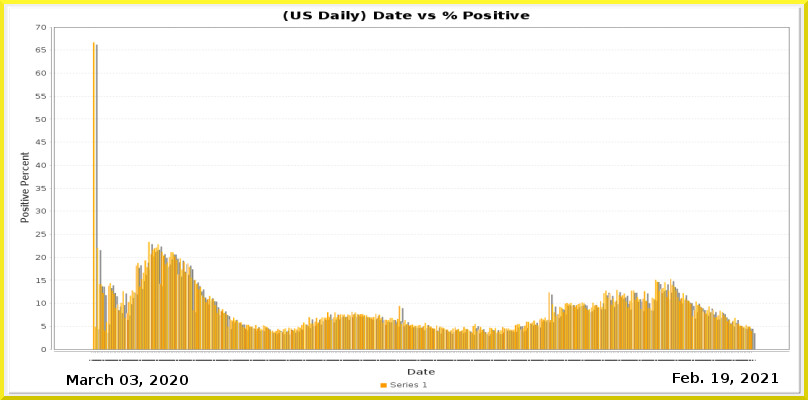 (US Daily) Date vs % Positive
70
65
60
55
50
45
40
35
30
25
20
15
10
5
0
Positive Percent
Date
March 03, 2020
Feb. 19, 2021
Series 1